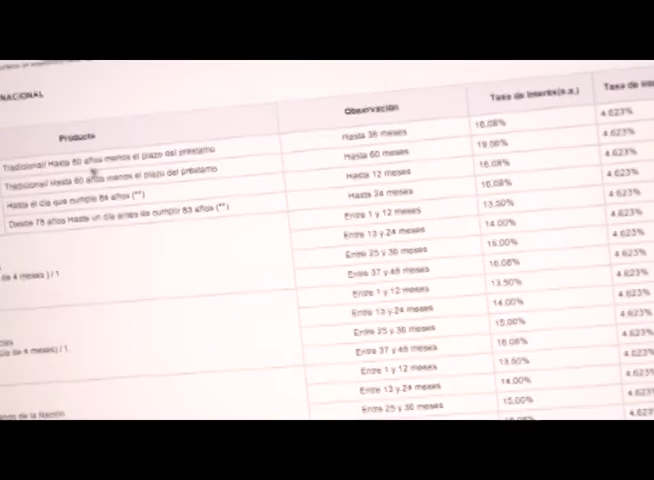 NACIONAL
Producto Observación Tasa de Interés(e.a.) Tasa de
Tradicional/ Hasta 80 años menos el plazo del préstamo Hasta 36 meses 16.08% 4.623%
Tradicional/ Hasta 80 años menos el plazo del préstamo Hasta 60 meses 4.623%
Hasta el día que cumpla 84 años (**) Hasta 12 meses 16.08% 4.623%
Desde 78 años Hasta un día antes de cumplir 83 años (**) Hasta 24 meses 16.08% 4.623%
Entre 1 y 12 meses 13.50% 4.623%
Entre 13 y 24 meses 14.00% 4.623%
de 4 meses ) / 1 Entre 25 y 36 meses 15.00% 4.623%
Entre 37 y 48 meses 16.08% 4.623%
Entre 1 y 12 meses 13.50% 4.623%
Entre 13 y 24 meses 14.00% 4.623%
de 4 meses) / 1 Entre 25 y 36 meses 15.00% 4.623%
Entre 37 y 48 meses 16.08% 4.623%
Entre 1 y 12 meses 13.50% 4.623%
Entre 13 y 24 meses 14.00% 4.623%
de la Nación Entre 25 y 36 meses 15.00% 4.623%